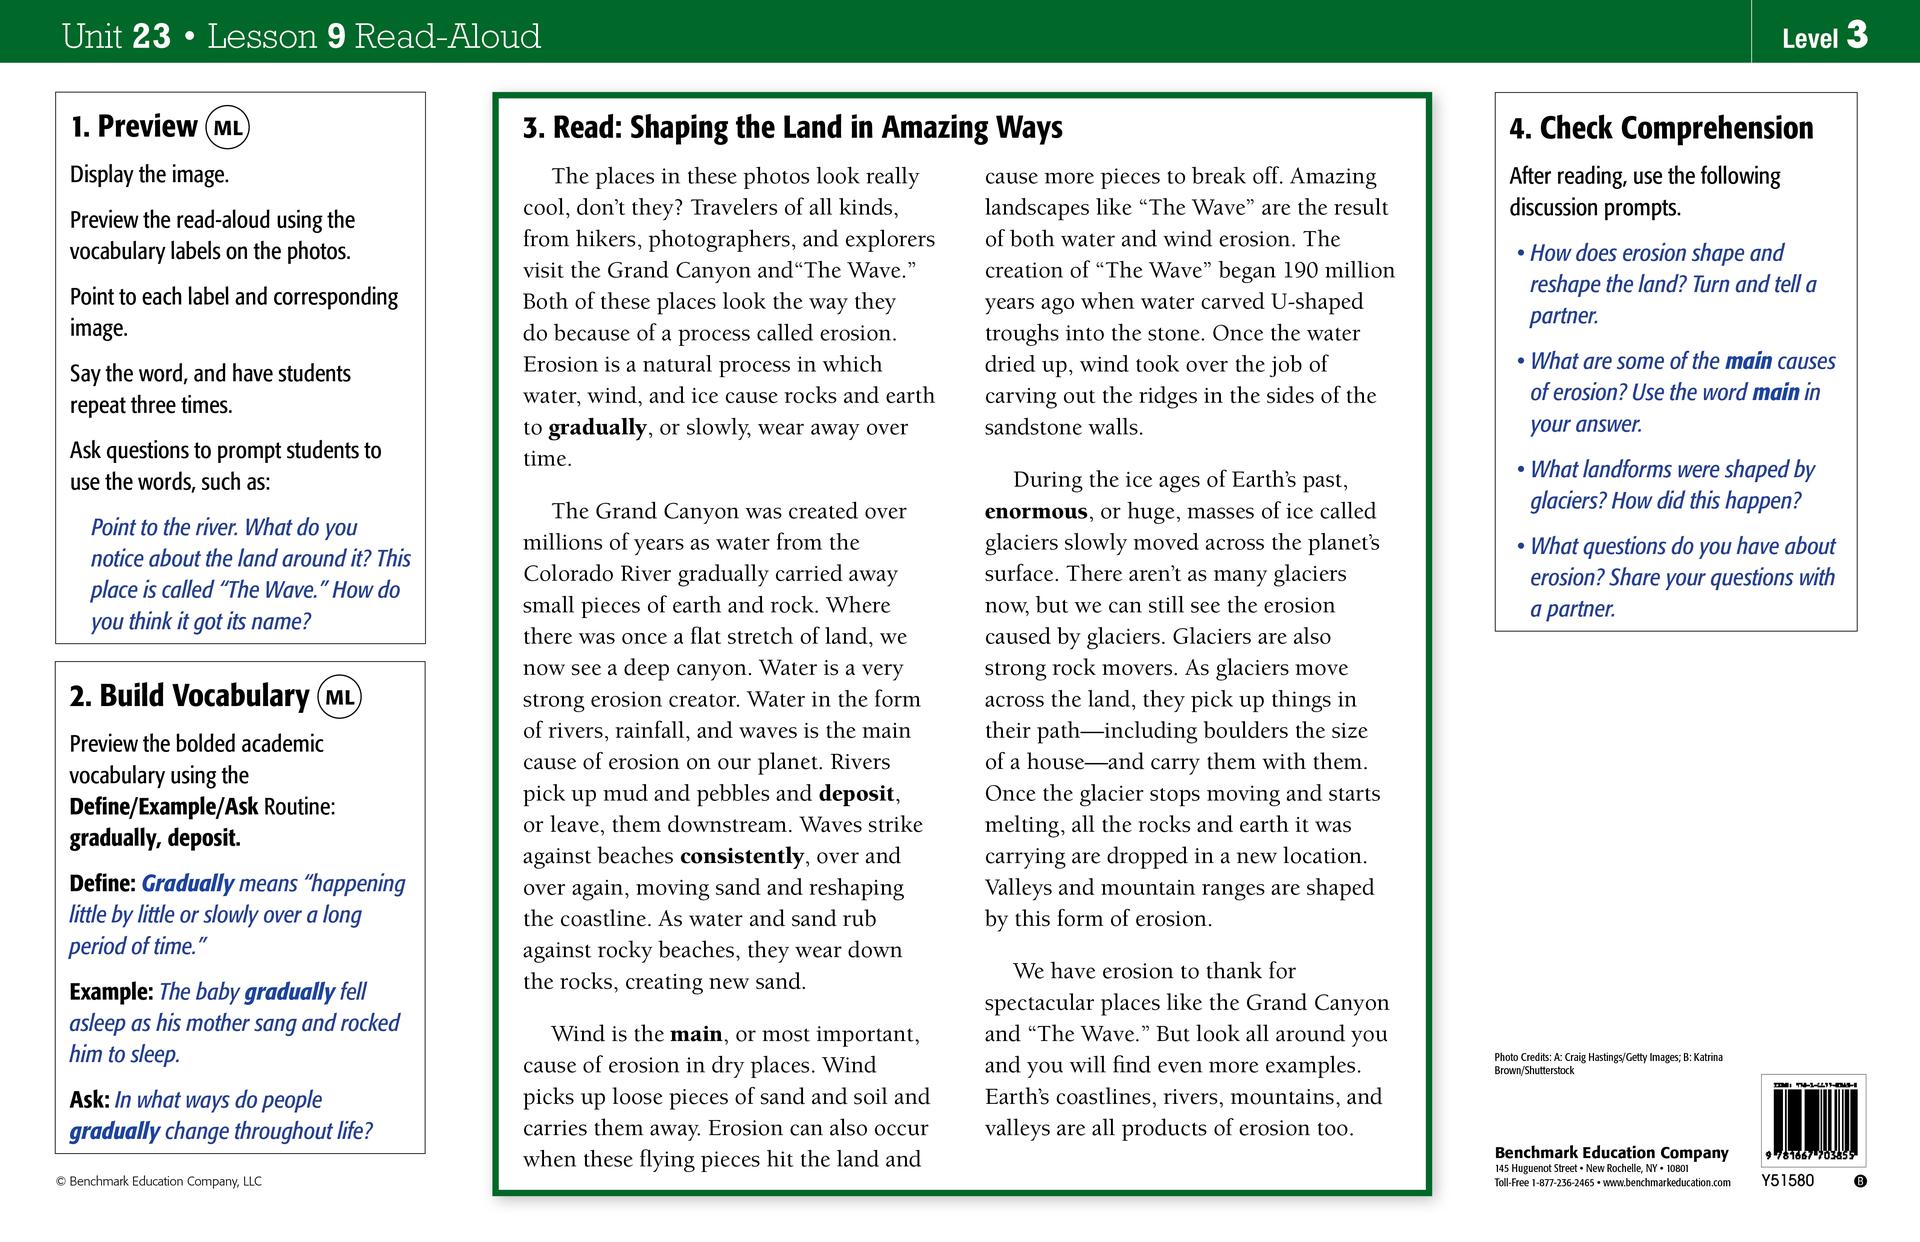 Unit 23 • Lesson 9 Read-Aloud
Level 3
1. Preview ML
Display the image.
Preview the read-aloud using the
vocabulary labels on the photos.
Point to each label and corresponding
image.
Say the word, and have students
repeat three times.
Ask questions to prompt students to
use the words, such as:
Point to the river. What do you
notice about the land around it? This
place is called “The Wave.” How do
you think it got its name?
2. Build Vocabulary ML
Preview the bolded academic
vocabulary using the
Define/Example/Ask Routine:
gradually, deposit.
Define: Gradually means “happening
little by little or slowly over a long
period of time.”
Example: The baby gradually fell
asleep as his mother sang and rocked
him to sleep.
Ask: In what ways do people
gradually change throughout life?
© Benchmark Education Company, LLC
3. Read: Shaping the Land in Amazing Ways
The places in these photos look really
cool, don’t they? Travelers of all kinds,
from hikers, photographers, and explorers
visit the Grand Canyon and“The Wave.”
Both of these places look the way they
do because of a process called erosion.
Erosion is a natural process in which
water, wind, and ice cause rocks and earth
to gradually, or slowly, wear away over
time.
The Grand Canyon was created over
millions of years as water from the
Colorado River gradually carried away
small pieces of earth and rock. Where
there was once a flat stretch of land, we
now see a deep canyon. Water is a very
strong erosion creator. Water in the form
of rivers, rainfall, and waves is the main
cause of erosion on our planet. Rivers
pick up mud and pebbles and deposit,
or leave, them downstream. Waves strike
against beaches consistently, over and
over again, moving sand and reshaping
the coastline. As water and sand rub
against rocky beaches, they wear down
the rocks, creating new sand.
Wind is the main, or most important,
cause of erosion in dry places. Wind
picks up loose pieces of sand and soil and
carries them away. Erosion can also occur
when these flying pieces hit the land and
cause more pieces to break off. Amazing
landscapes like “The Wave” are the result
of both water and wind erosion. The
creation of “The Wave” began 190 million
years ago when water carved U-shaped
troughs into the stone. Once the water
dried up, wind took over the job of
carving out the ridges in the sides of the
sandstone walls.
During the ice ages of Earth’s past,
enormous, or huge, masses of ice called
glaciers slowly moved across the planet’s
surface. There aren’t as many glaciers
now, but we can still see the erosion
caused by glaciers. Glaciers are also
strong rock movers. As glaciers move
across the land, they pick up things in
their path—including boulders the size
of a house—and carry them with them.
Once the glacier stops moving and starts
melting, all the rocks and earth it was
carrying are dropped in a new location.
Valleys and mountain ranges are shaped
by this form of erosion.
We have erosion to thank for
spectacular places like the Grand Canyon
and “The Wave.” But look all around you
and you will find even more examples.
Earth’s coastlines, rivers, mountains, and
valleys are all products of erosion too.
4. Check Comprehension
After reading, use the following
discussion prompts.
• How does erosion shape and
reshape the land? Turn and tell a
partner.
• What are some of the main causes
of erosion? Use the word main in
your answer.
• What landforms were shaped by
glaciers? How did this happen?
• What questions do you have about
erosion? Share your questions with
a partner.
Photo Credits: A: Craig Hastings/Getty Images; B: Katrina
Brown/Shutterstock
Benchmark Education Company
145 Huguenot Street • New Rochelle, NY • 10801
Toll-Free 1-877-236-2465 • www.benchmarkeducation.com
9 781667 703855
Y51580
B